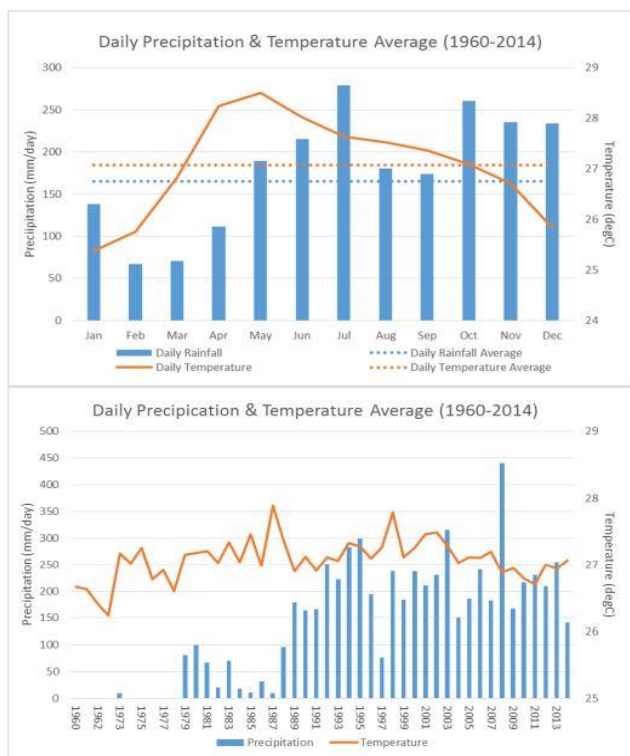 Daily Precipitation & Temperature Average (1960-2014)
300
250
200
150
100
50
0
Precipitation (mm/day)
29
28
27
26
25
24
Temperature (degC)
Jan Feb Mar Apr May Jun Jul Aug Sep Oct Nov Dec
Daily Rainfall Daily Rainfall Average
Daily Temperature Daily Temperature Average
Daily Precipication & Temperature Average (1960-2014)
500
450
400
350
300
250
200
150
100
50
0
Precipitation (mm/day)
29
28
27
26
25
Temperature (degC)
1960 1962 1973 1975 1977 1979 1981 1983 1985 1987 1989 1991 1993 1995 1997 1999 2001 2003 2005 2007 2009 2011 2013
Precipitation Temperature